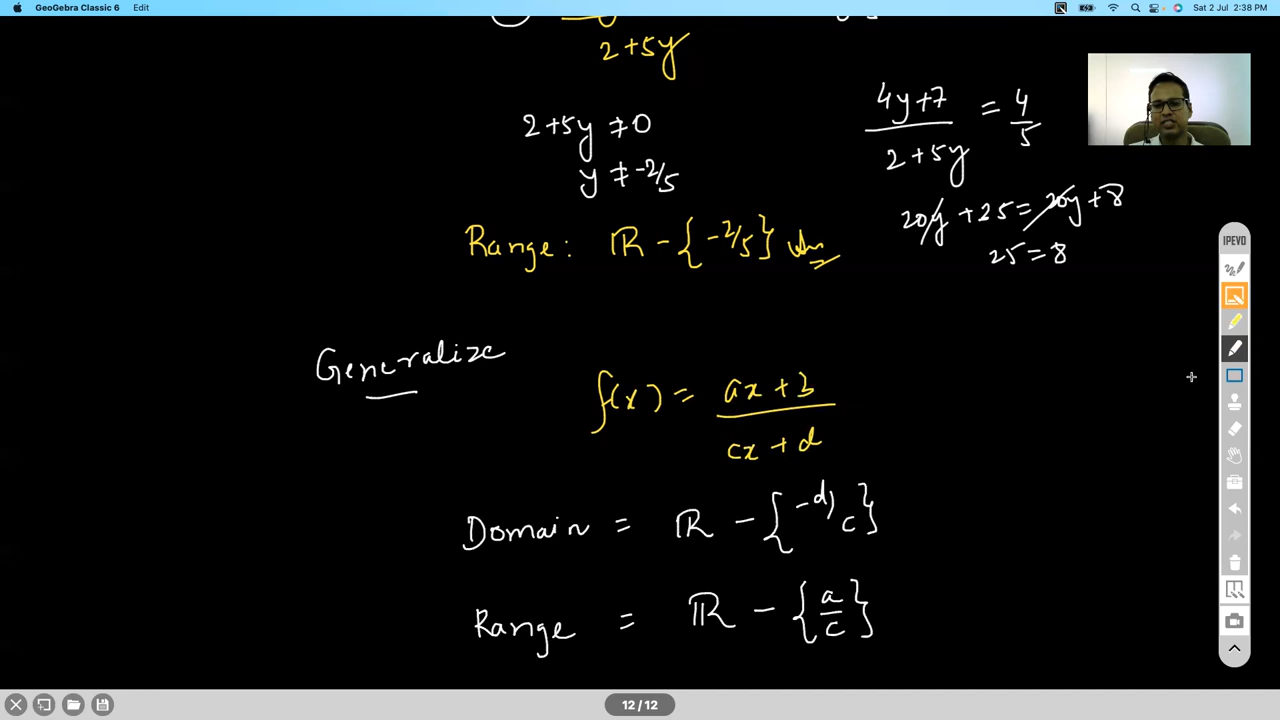 GeoGebra Classic 6 Edit Sat 2 Jul 2:38 PM
2+5y
2+5y ≠ 0
y ≠ -2/5
Range: ℝ - {-2/5} Ans
4y+7 / 2+5y = 4/5
20y + 25 = 20y + 8
25 = 8
Generalize
f(x) = ax + b / cx + d
Domain = ℝ - {-d/c}
Range = ℝ - {a/c}
IPEVO
12 / 12